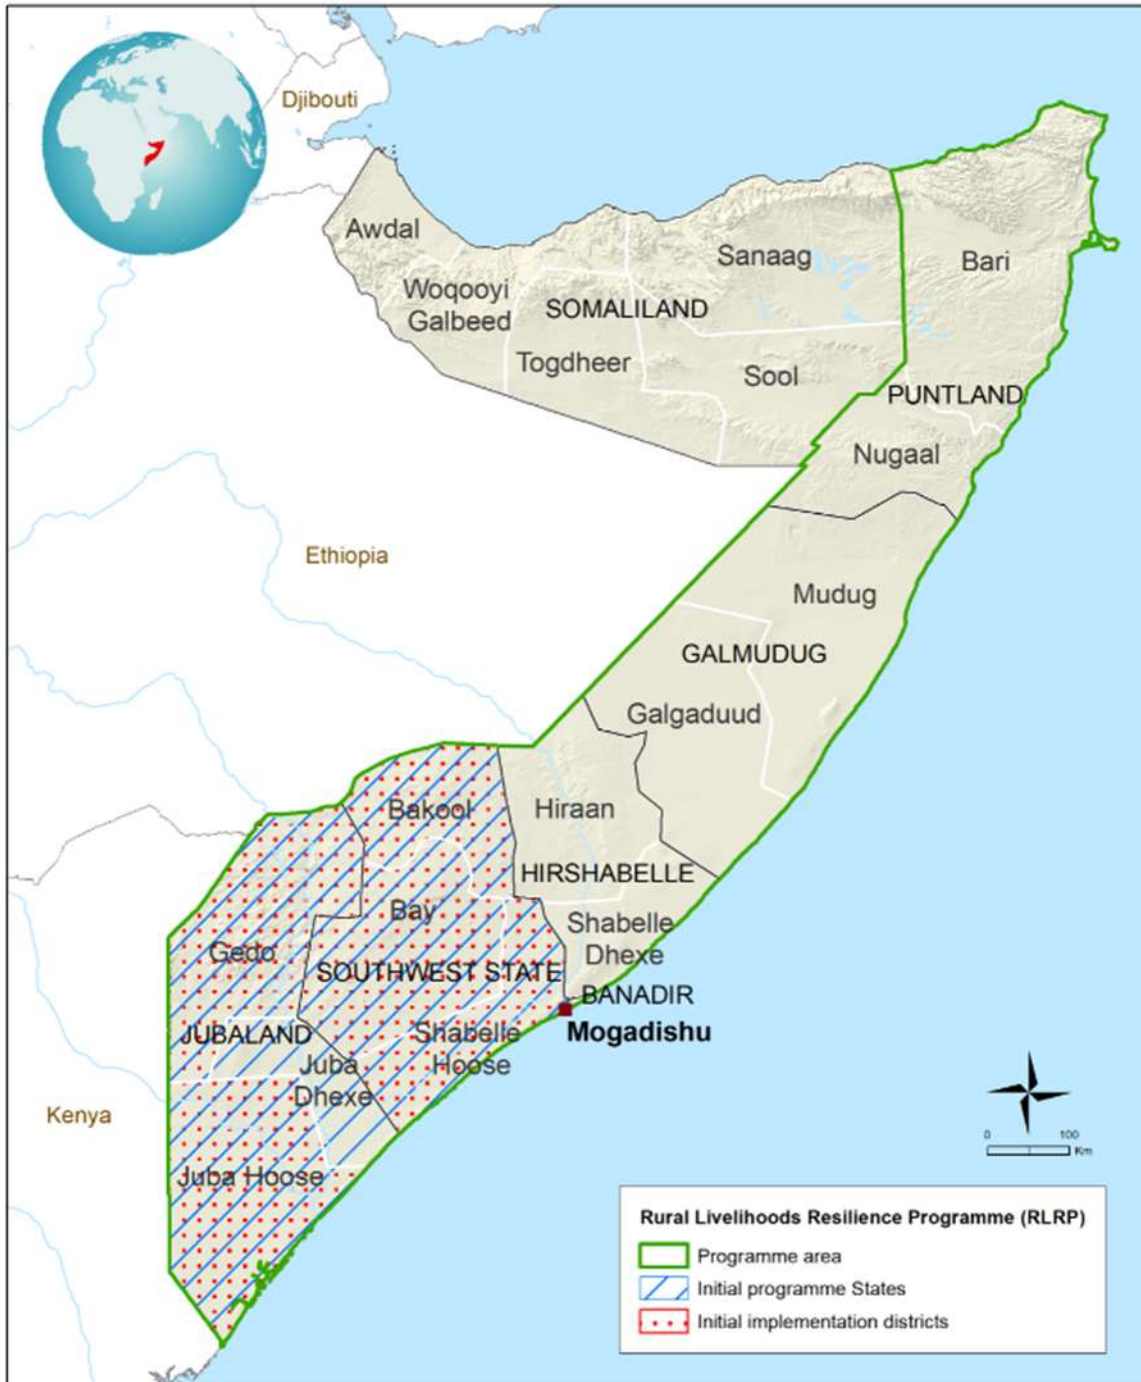 Djibouti
Awdal
Sanaag
Bari
Woqooyi
Galbeed
SOMALILAND
Togdheer
Sool
PUNTLAND
Nugaal
Ethiopia
Mudug
GALMUDUG
Galgaduud
Bakool
Hiraan
HIRSHABELLE
Bay
Shabelle
Dhexe
Gedo
SOUTHWEST STATE
BANADIR
Mogadishu
JUBALAND
Shabelle
Hoose
Juba
Dhexe
Kenya
Juba Hoose
0 100
Km
Rural Livelihoods Resilience Programme (RLRP)
Programme area
Initial programme States
Initial implementation districts